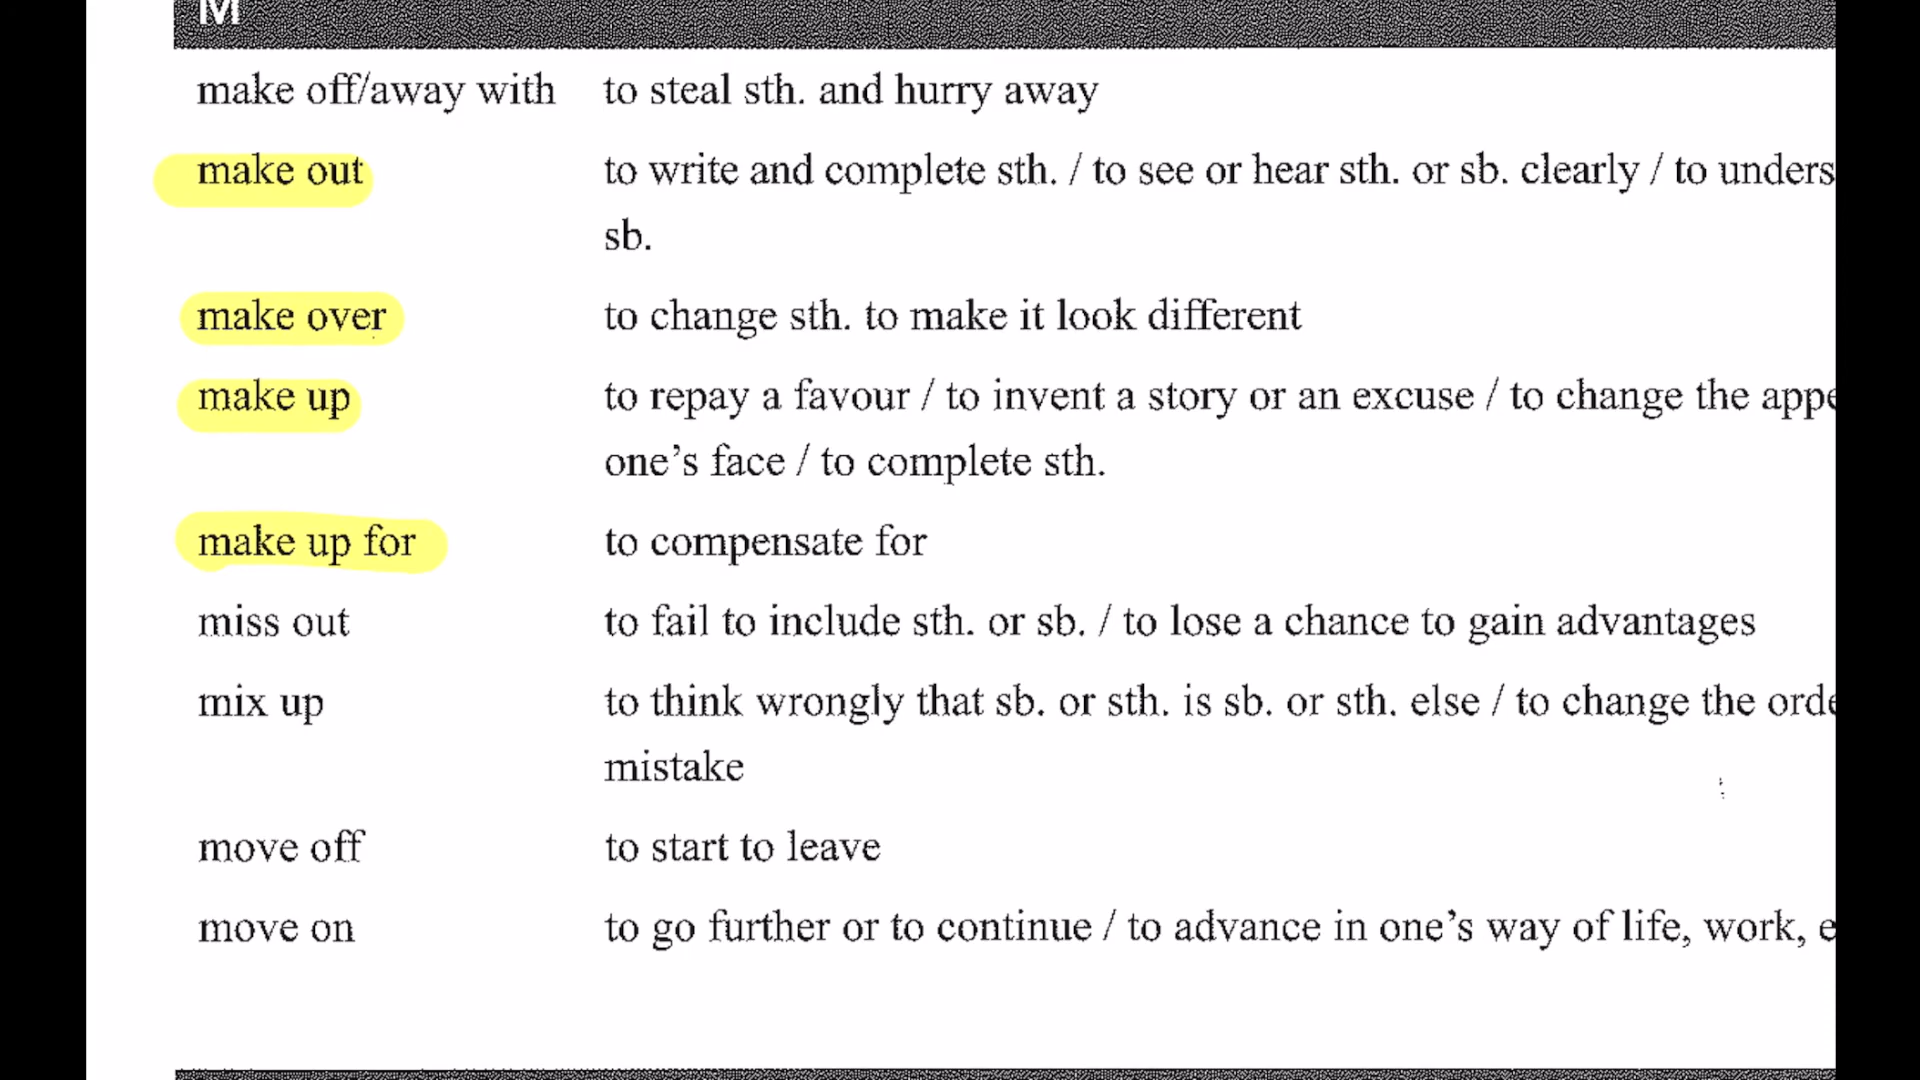 M
make off/away with to steal sth. and hurry away
make out to write and complete sth. / to see or hear sth. or sb. clearly / to unders
sb.
make over to change sth. to make it look different
make up to repay a favour / to invent a story or an excuse / to change the appe
one's face / to complete sth.
make up for to compensate for
miss out to fail to include sth. or sb. / to lose a chance to gain advantages
mix up to think wrongly that sb. or sth. is sb. or sth. else / to change the orde
mistake
move off to start to leave
move on to go further or to continue / to advance in one's way of life, work, e